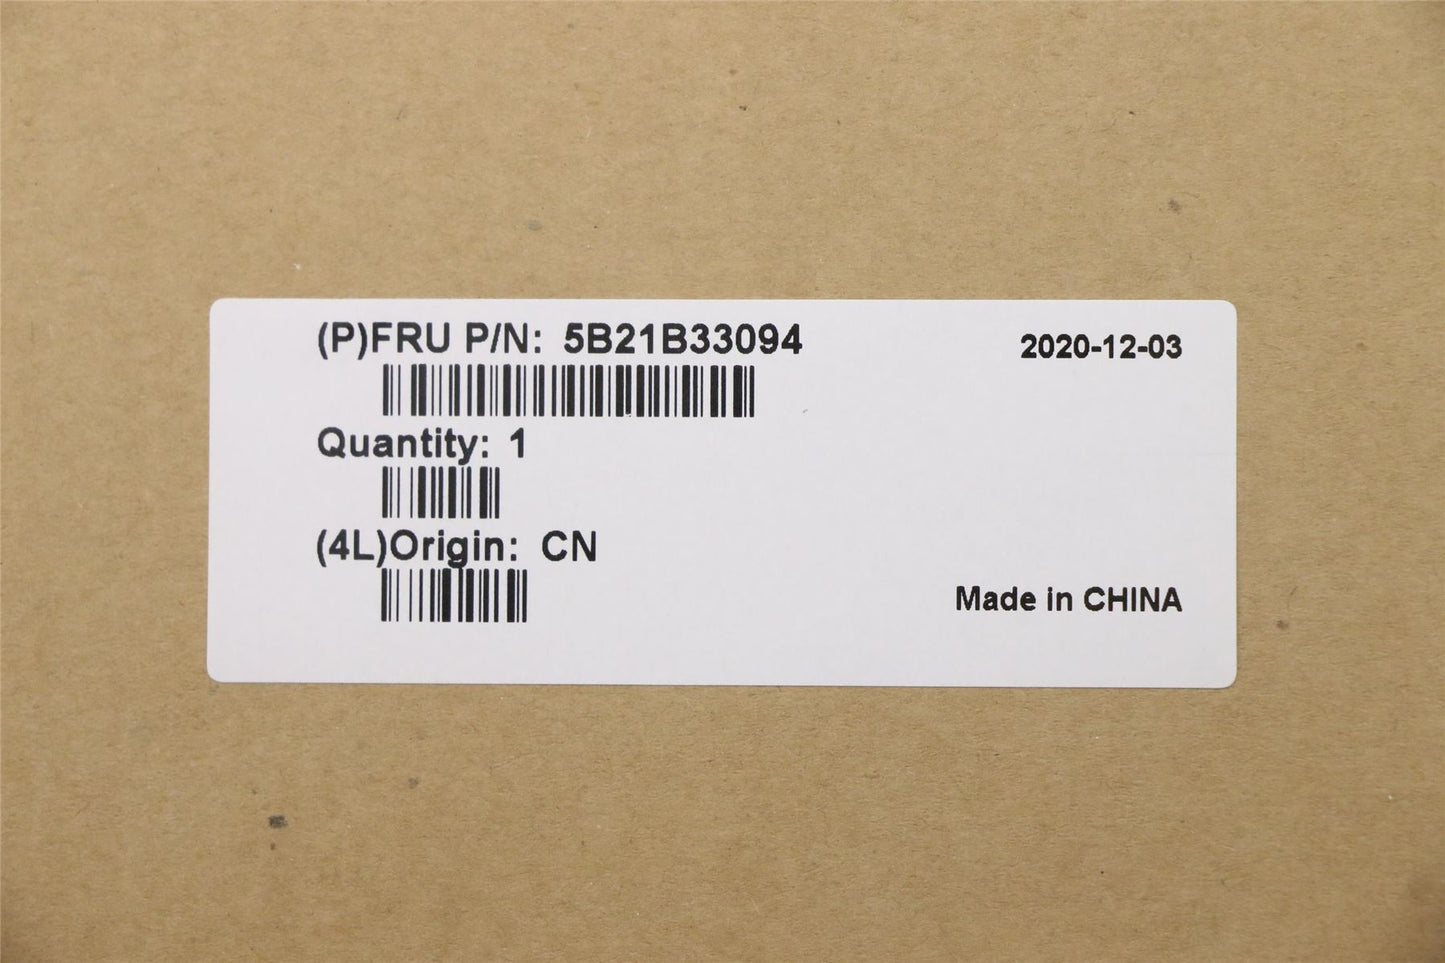 (P)FRU P/N: 5B21B33094
2020-12-03
Quantity: 1
(4L)Origin: CN
Made in CHINA